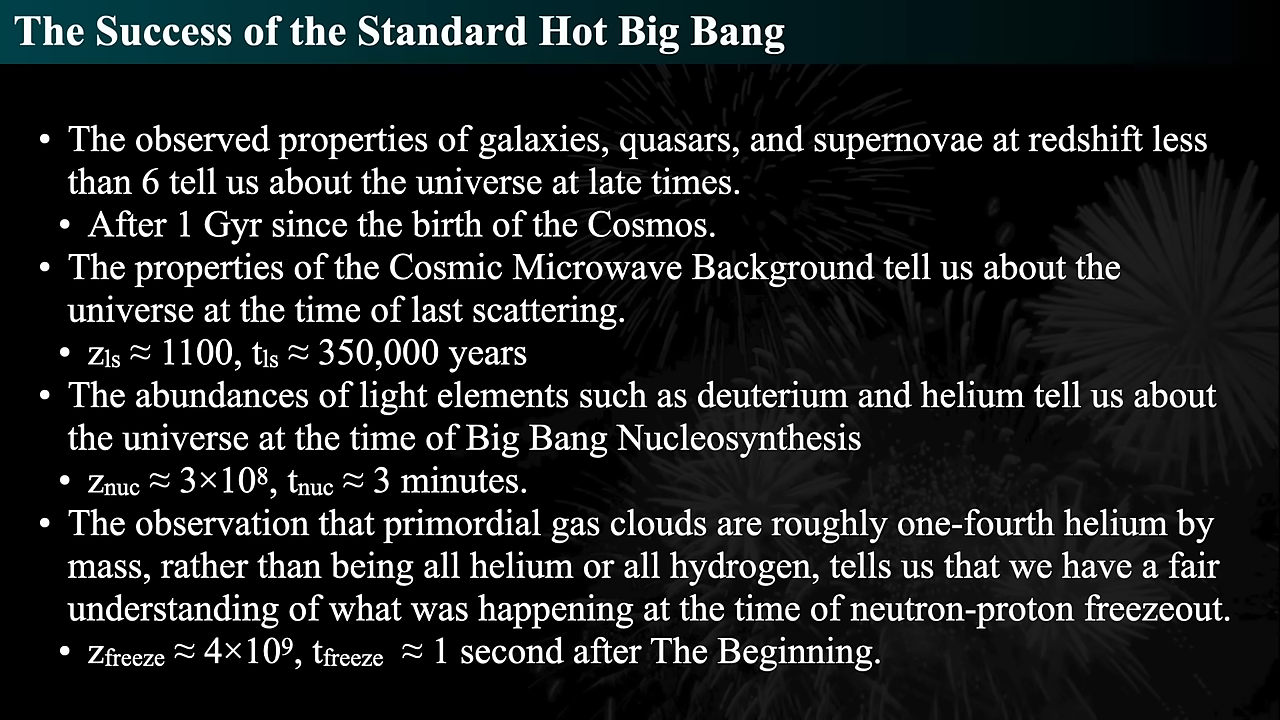 The Success of the Standard Hot Big Bang
• The observed properties of galaxies, quasars, and supernovae at redshift less
than 6 tell us about the universe at late times.
• After 1 Gyr since the birth of the Cosmos.
• The properties of the Cosmic Microwave Background tell us about the
universe at the time of last scattering.
• zₗₛ ≈ 1100, tₗₛ ≈ 350,000 years
• The abundances of light elements such as deuterium and helium tell us about
the universe at the time of Big Bang Nucleosynthesis
• z_nuc ≈ 3×10⁸, t_nuc ≈ 3 minutes.
• The observation that primordial gas clouds are roughly one-fourth helium by
mass, rather than being all helium or all hydrogen, tells us that we have a fair
understanding of what was happening at the time of neutron-proton freezeout.
• z_freeze ≈ 4×10⁹, t_freeze ≈ 1 second after The Beginning.